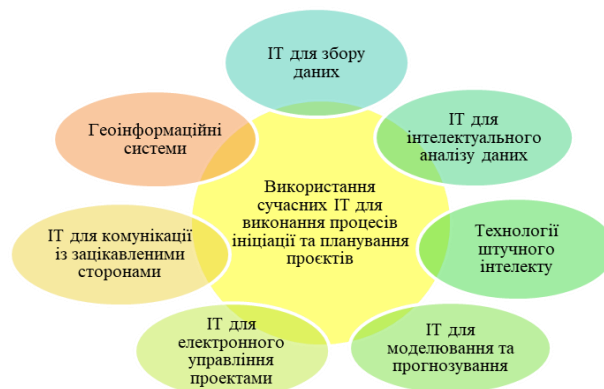 ІТ для збору
даних
ІТ для
інтелектуального
аналізу даних
Технології
штучного
інтелекту
ІТ для
моделювання та
прогнозування
ІТ для
електронного
управління
проектами
ІТ для комунікації
із зацікавленими
сторонами
Геоінформаційні
системи
Використання
сучасних ІТ для
виконання процесів
ініціації та планування
проєктів